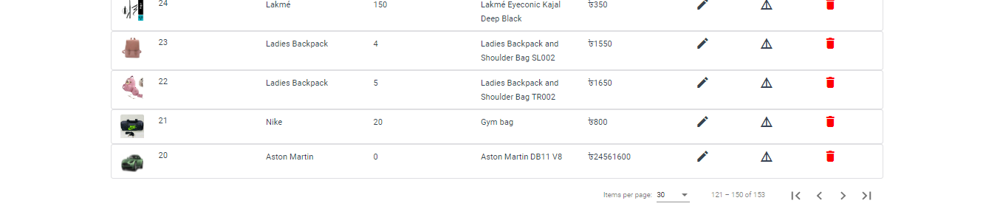 24 Lakmé 150 Lakmé Eyeconic Kajal ৳350
Deep Black
23 Ladies Backpack 4 Ladies Backpack and ৳1550
Shoulder Bag SL002
22 Ladies Backpack 5 Ladies Backpack and ৳1650
Shoulder Bag TR002
21 Nike 20 Gym bag ৳800
20 Aston Martin 0 Aston Martin DB11 V8 ৳24561600
Items per page: 30 121 – 150 of 153